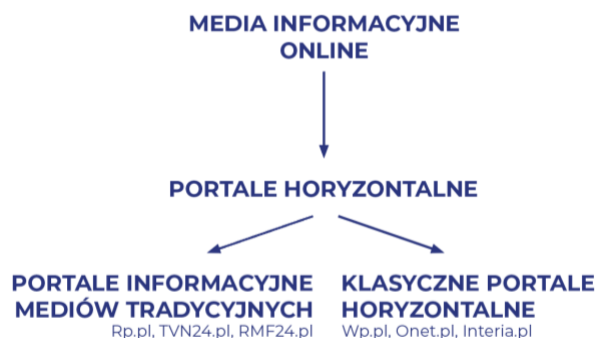 MEDIA INFORMACYJNE
ONLINE
PORTALE HORYZONTALNE
PORTALE INFORMACYJNE
MEDIÓW TRADYCYJNYCH
Rp.pl, TVN24.pl, RMF24.pl
KLASYCZNE PORTALE
HORYZONTALNE
Wp.pl, Onet.pl, Interia.pl